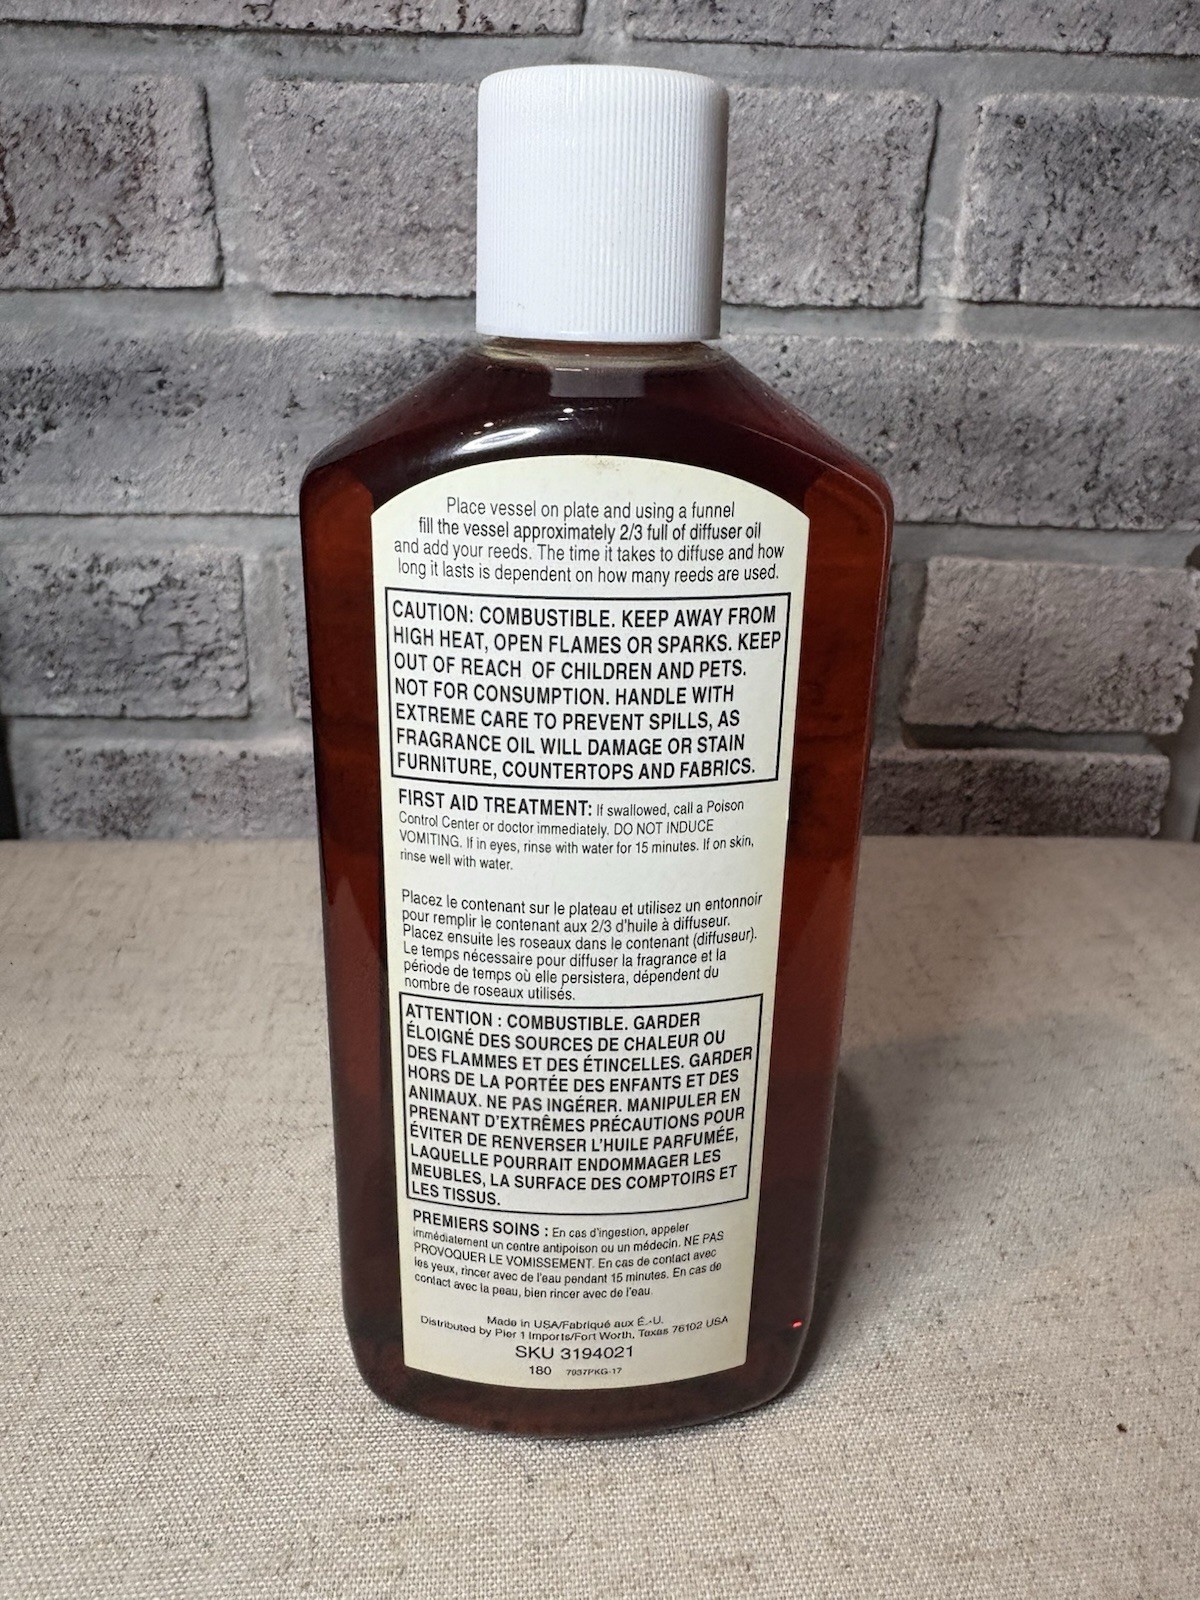 Place vessel on plate and using a funnel
fill the vessel approximately 2/3 full of diffuser oil
and add your reeds. The time it takes to diffuse and how
long it lasts is dependent on how many reeds are used.
CAUTION: COMBUSTIBLE. KEEP AWAY FROM
HIGH HEAT, OPEN FLAMES OR SPARKS. KEEP
OUT OF REACH OF CHILDREN AND PETS.
NOT FOR CONSUMPTION. HANDLE WITH
EXTREME CARE TO PREVENT SPILLS, AS
FRAGRANCE OIL WILL DAMAGE OR STAIN
FURNITURE, COUNTERTOPS AND FABRICS.
FIRST AID TREATMENT: If swallowed, call a Poison
Control Center or doctor immediately. DO NOT INDUCE
VOMITING. If in eyes, rinse with water for 15 minutes. If on skin,
rinse well with water.
Placez le contenant sur le plateau et utilisez un entonnoir
pour remplir le contenant aux 2/3 d'huile à diffuseur.
Placez ensuite les roseaux dans le contenant (diffuseur).
Le temps nécessaire pour diffuser la fragrance et la
période de temps où elle persistera, dépendent du
nombre de roseaux utilisés.
ATTENTION : COMBUSTIBLE. GARDER
ÉLOIGNÉ DES SOURCES DE CHALEUR OU
DES FLAMMES ET DES ÉTINCELLES. GARDER
HORS DE LA PORTÉE DES ENFANTS ET DES
ANIMAUX. NE PAS INGÉRER. MANIPULER EN
PRENANT D'EXTRÊMES PRÉCAUTIONS POUR
ÉVITER DE RENVERSER L'HUILE PARFUMÉE,
LAQUELLE POURRAIT ENDOMMAGER LES
MEUBLES, LA SURFACE DES COMPTOIRS ET
LES TISSUS.
PREMIERS SOINS : En cas d'ingestion, appeler
immédiatement un centre antipoison ou un médecin. NE PAS
PROVOQUER LE VOMISSEMENT. En cas de contact avec
les yeux, rincer avec de l'eau pendant 15 minutes. En cas de
contact avec la peau, bien rincer avec de l'eau.
Made in USA/Fabriqué aux É.-U.
Distributed by Pier 1 Imports/Fort Worth, Texas 76102 USA
SKU 3194021
180 7937PKG-17